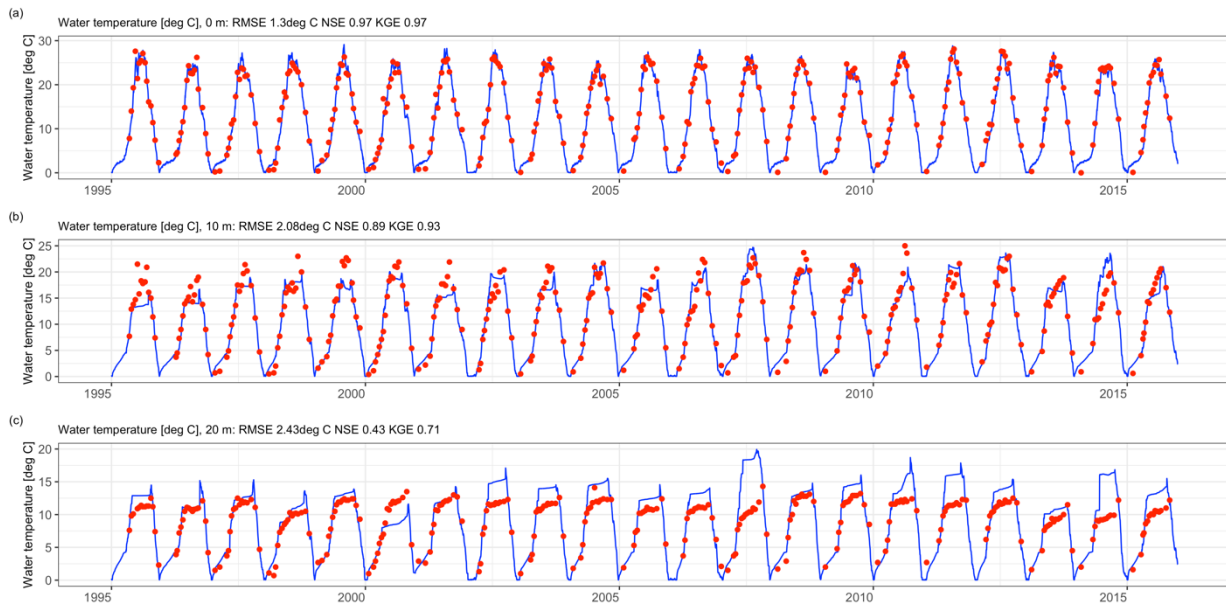 (a)
Water temperature [deg C], 0 m: RMSE 1.3deg C NSE 0.97 KGE 0.97
Water temperature [deg C]
30
20
10
0
1995 2000 2005 2010 2015
(b)
Water temperature [deg C], 10 m: RMSE 2.08deg C NSE 0.89 KGE 0.93
Water temperature [deg C]
25
20
15
10
5
0
1995 2000 2005 2010 2015
(c)
Water temperature [deg C], 20 m: RMSE 2.43deg C NSE 0.43 KGE 0.71
Water temperature [deg C]
20
15
10
5
0
1995 2000 2005 2010 2015